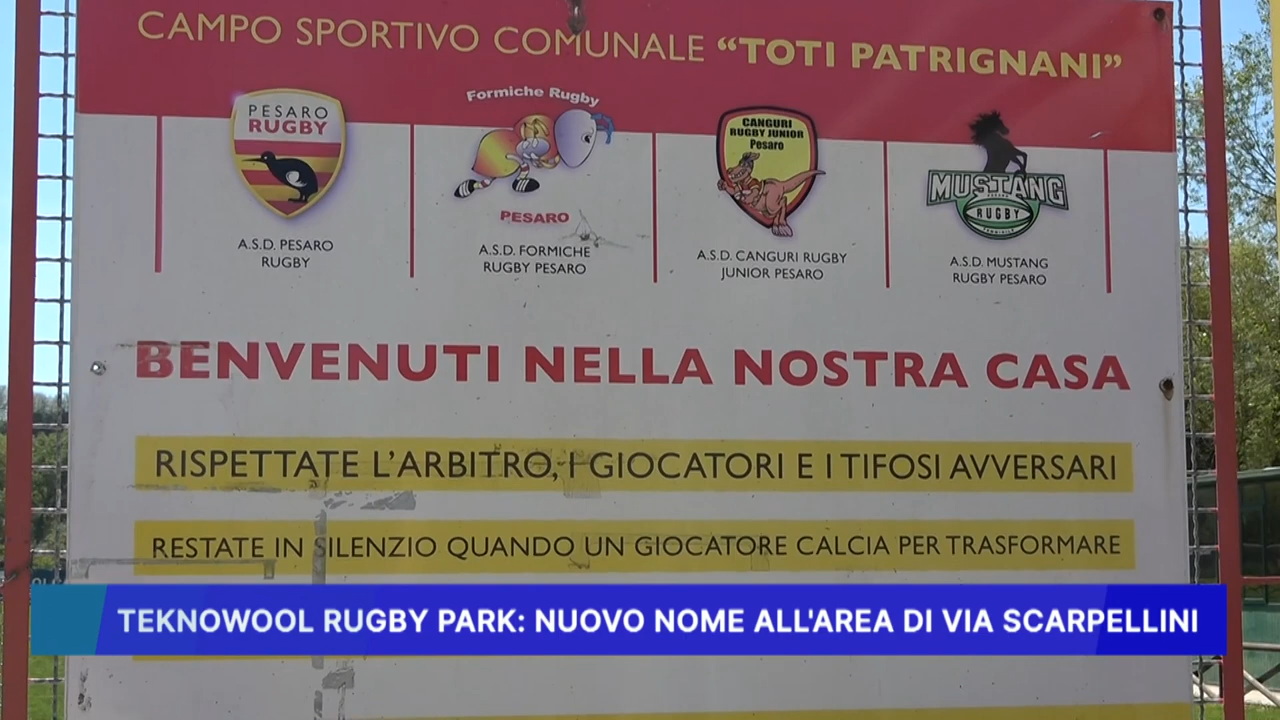 CAMPO SPORTIVO COMUNALE “TOTI PATRIGNANI”
PESARO
RUGBY
Formiche Rugby
PESARO
CANGURI
RUGBY JUNIOR
Pesaro
MUSTANG
RUGBY
A.S.D. PESARO
RUGBY
A.S.D. FORMICHE
RUGBY PESARO
A.S.D. CANGURI RUGBY
JUNIOR PESARO
A.S.D. MUSTANG
RUGBY PESARO
BENVENUTI NELLA NOSTRA CASA
RISPETTATE L’ARBITRO, I GIOCATORI E I TIFOSI AVVERSARI
RESTATE IN SILENZIO QUANDO UN GIOCATORE CALCIA PER TRASFORMARE
TEKNOWOOL RUGBY PARK: NUOVO NOME ALL'AREA DI VIA SCARPELLINI